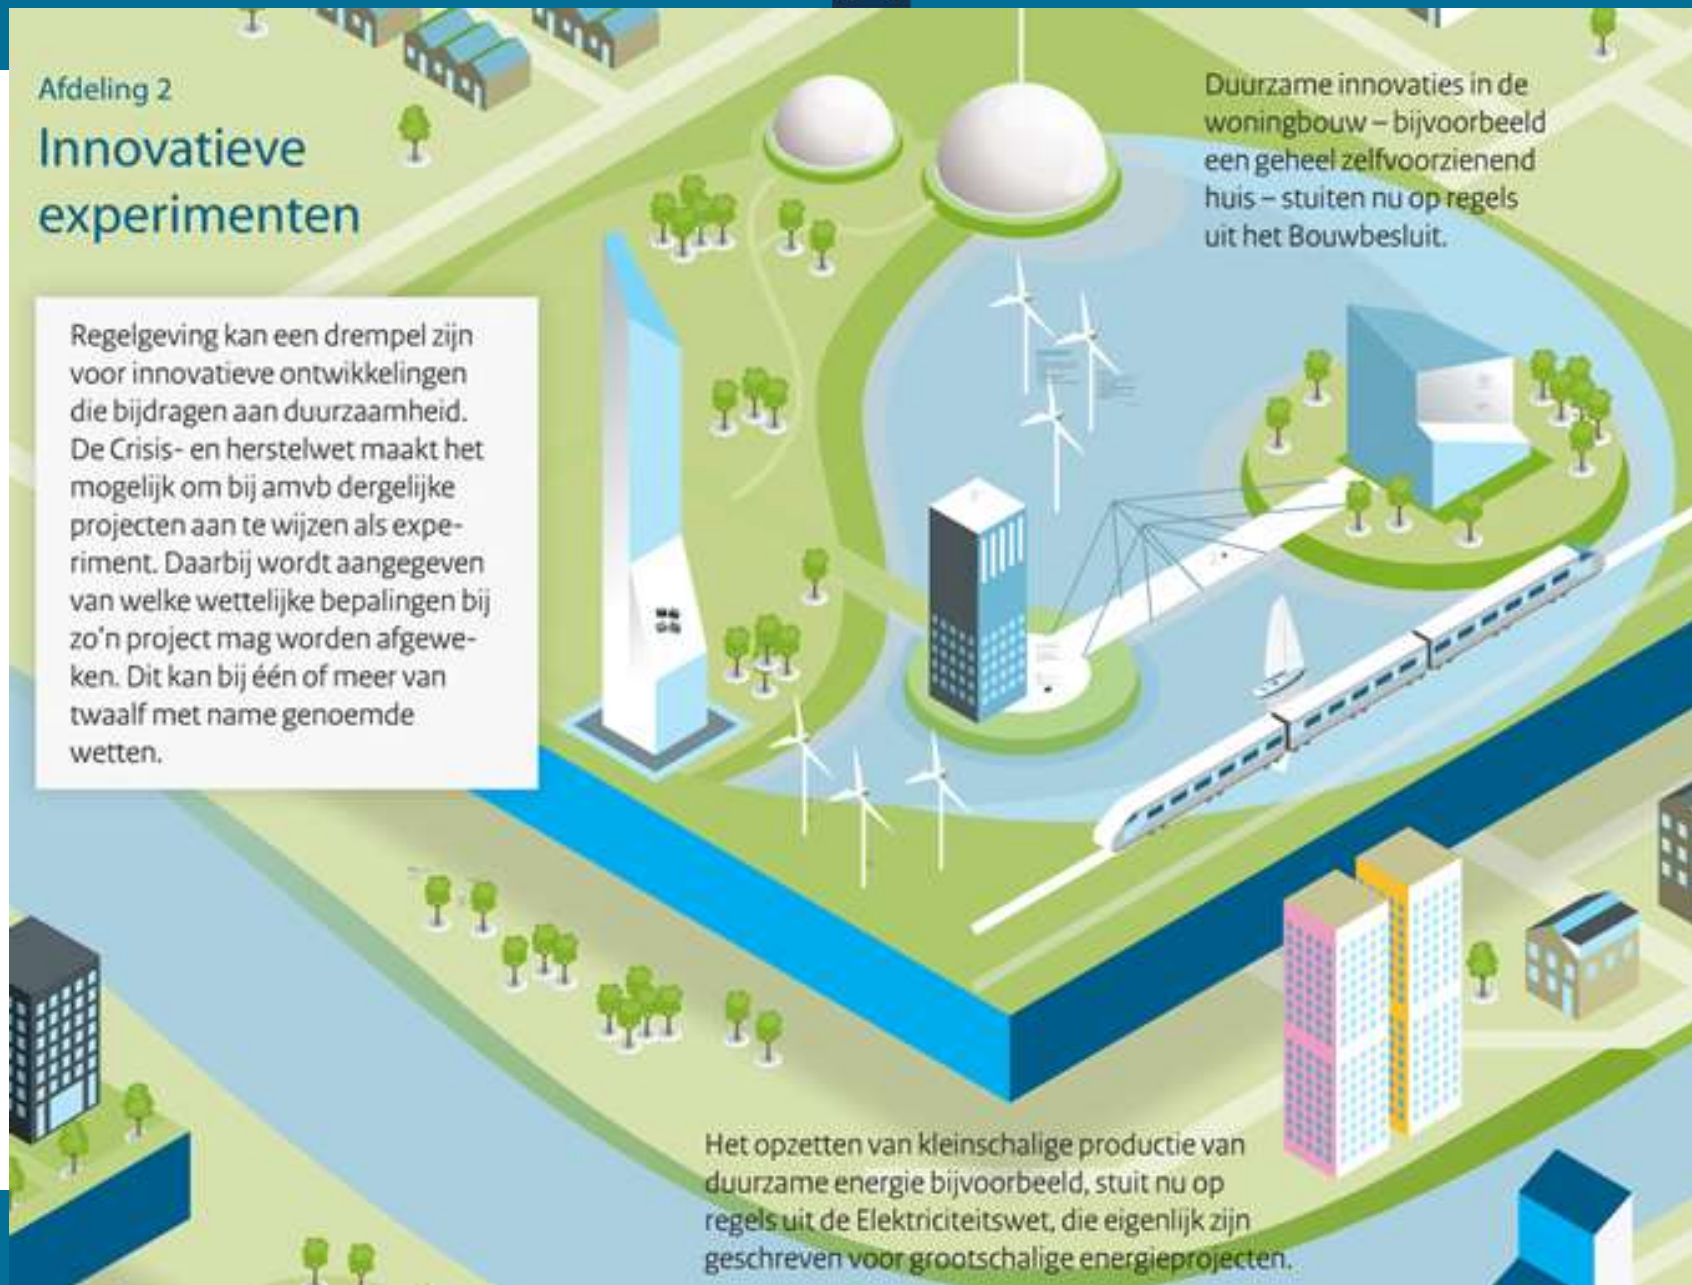 Afdeling 2
Innovatieve
experimenten
Regelgeving kan een drempel zijn
voor innovatieve ontwikkelingen
die bijdragen aan duurzaamheid.
De Crisis- en herstelwet maakt het
mogelijk om bij amvb dergelijke
projecten aan te wijzen als expe-
riment. Daarbij wordt aangegeven
van welke wettelijke bepalingen bij
zo'n project mag worden afgewe-
ken. Dit kan bij één of meer van
twaalf met name genoemde
wetten.
Duurzame innovaties in de
woningbouw – bijvoorbeeld
een geheel zelfvoorzienend
huis – stuiten nu op regels
uit het Bouwbesluit.
Het opzetten van kleinschalige productie van
duurzame energie bijvoorbeeld, stuit nu op
regels uit de Elektriciteitswet, die eigenlijk zijn
geschreven voor grootschalige energieprojecten.